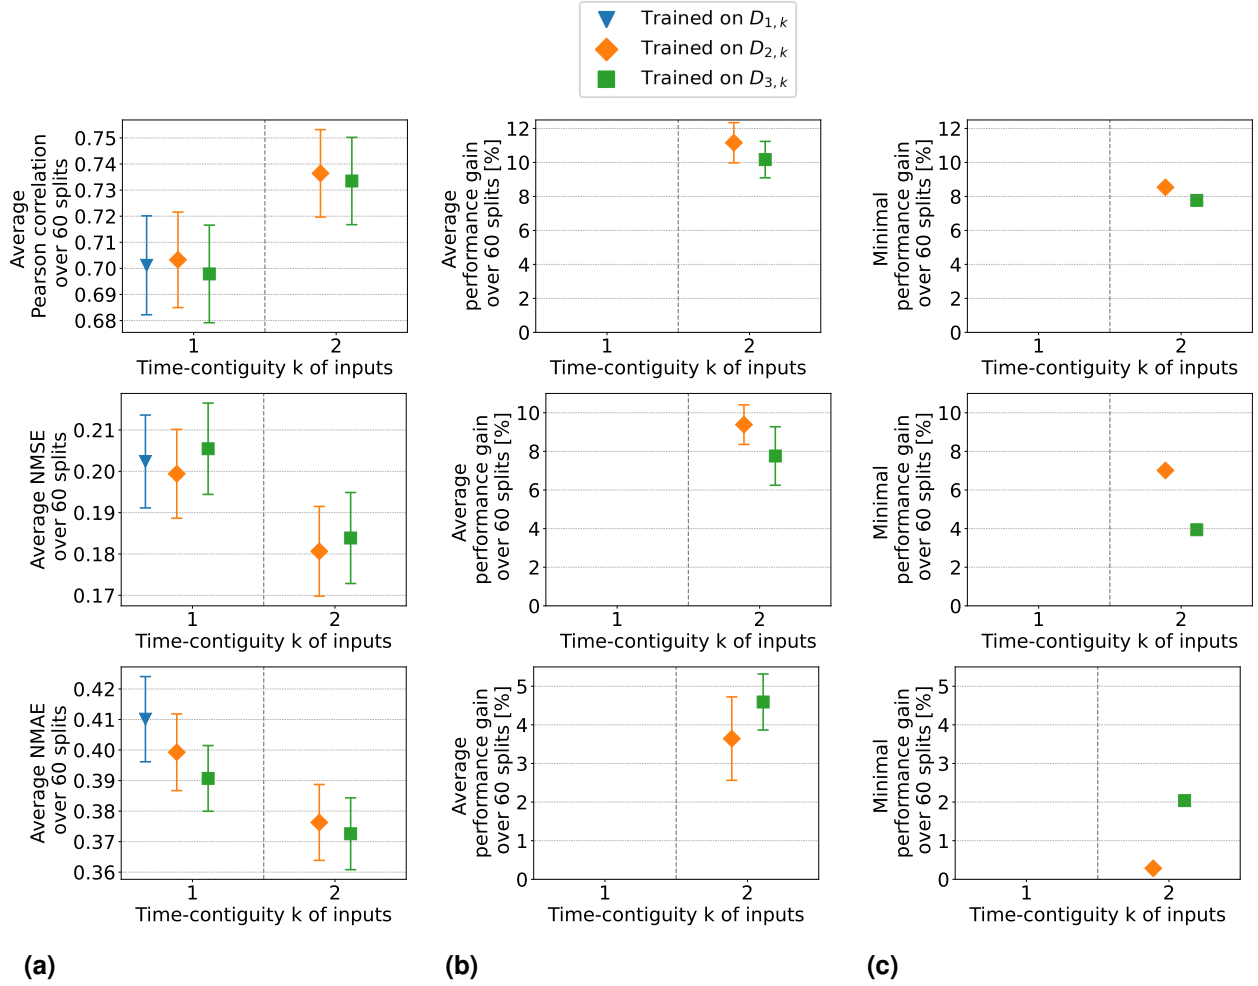 Trained on D1,k
Trained on D2,k
Trained on D3,k
Average
Pearson correlation
over 60 splits
0.75
0.74
0.73
0.72
0.71
0.70
0.69
0.68
1
2
Time-contiguity k of inputs
Average
performance gain
over 60 splits [%]
12
10
8
6
4
2
0
1
2
Time-contiguity k of inputs
Minimal
performance gain
over 60 splits [%]
12
10
8
6
4
2
0
1
2
Time-contiguity k of inputs
Average NMSE
over 60 splits
0.21
0.20
0.19
0.18
0.17
1
2
Time-contiguity k of inputs
Average
performance gain
over 60 splits [%]
10
8
6
4
2
0
1
2
Time-contiguity k of inputs
Minimal
performance gain
over 60 splits [%]
10
8
6
4
2
0
1
2
Time-contiguity k of inputs
Average NMAE
over 60 splits
0.42
0.41
0.40
0.39
0.38
0.37
0.36
1
2
Time-contiguity k of inputs
Average
performance gain
over 60 splits [%]
5
4
3
2
1
0
1
2
Time-contiguity k of inputs
Minimal
performance gain
over 60 splits [%]
5
4
3
2
1
0
1
2
Time-contiguity k of inputs
(a)
(b)
(c)